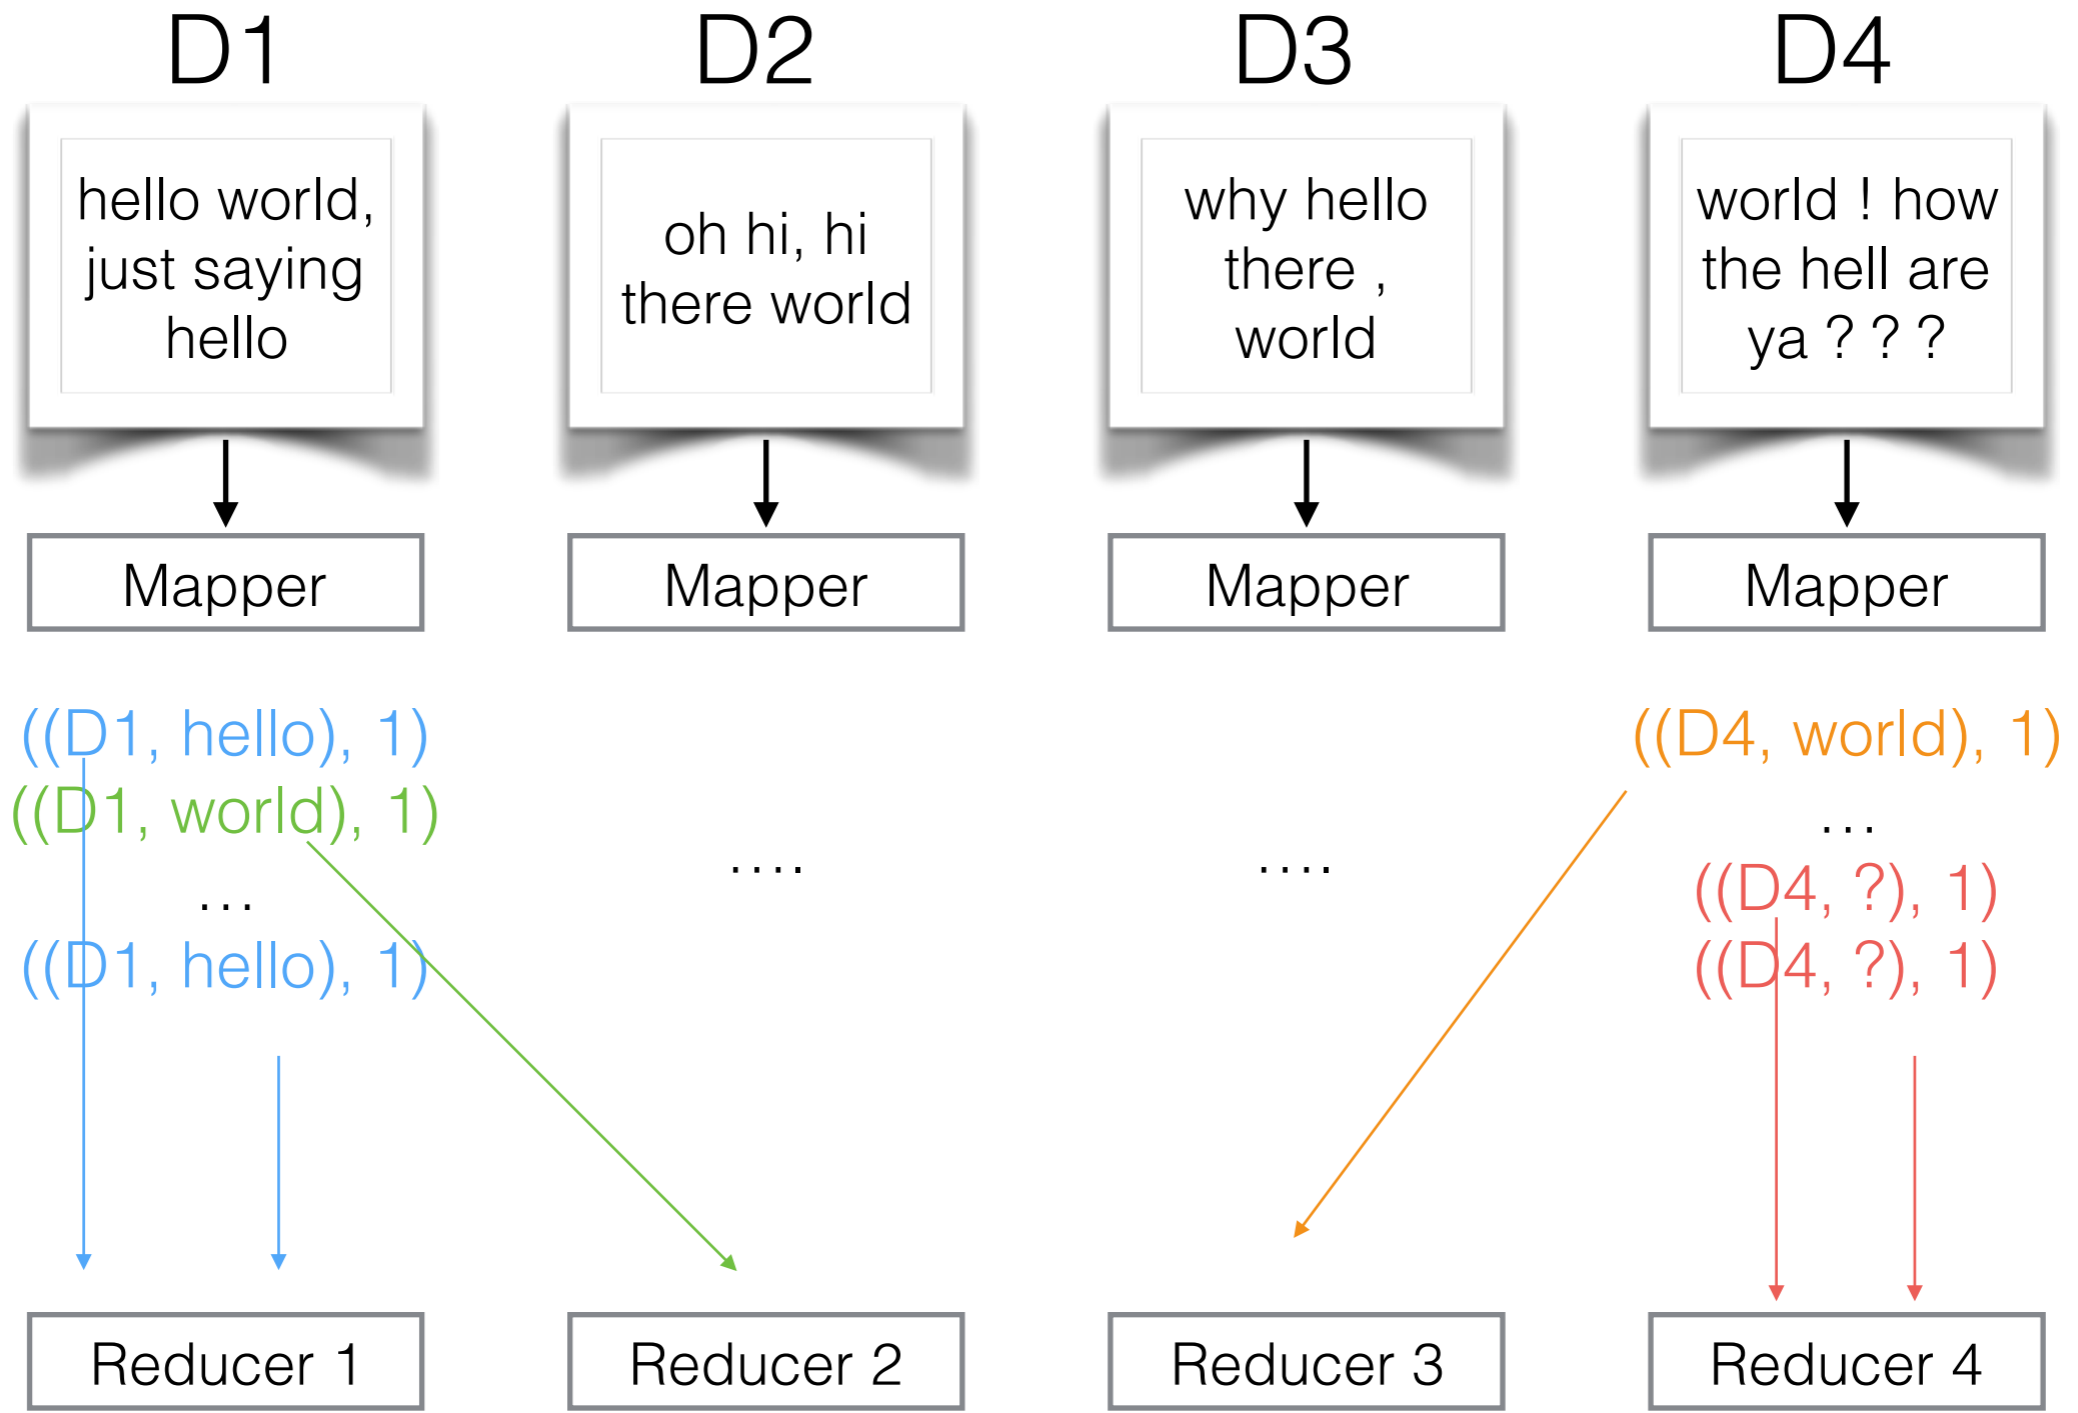 D1
D2
D3
D4
hello world,
just saying
hello
oh hi, hi
there world
why hello
there ,
world
world ! how
the hell are
ya ? ? ?
Mapper
Mapper
Mapper
Mapper
((D1, hello), 1)
((D1, world), 1)
...
((D1, hello), 1)
....
....
((D4, world), 1)
...
((D4, ?), 1)
((D4, ?), 1)
Reducer 1
Reducer 2
Reducer 3
Reducer 4